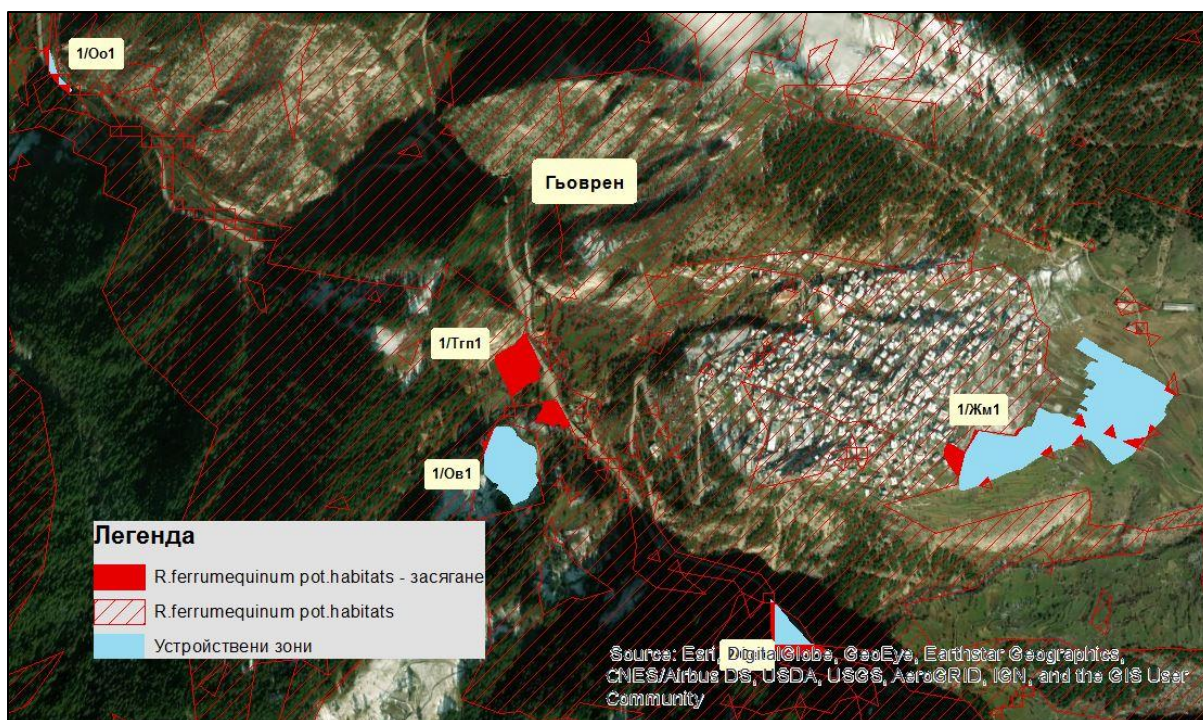 1/Оо1
Гьоврен
1/Тгп1
1/Жм1
1/Ов1
Легенда
R.ferrumequinum pot.habitats - засягане
R.ferrumequinum pot.habitats
Устройствени зони
Source: Esri, DigitalGlobe, GeoEye, Earthstar Geographics,
CNES/Airbus DS, USDA, USGS, AeroGRID, IGN, and the GIS User
Community